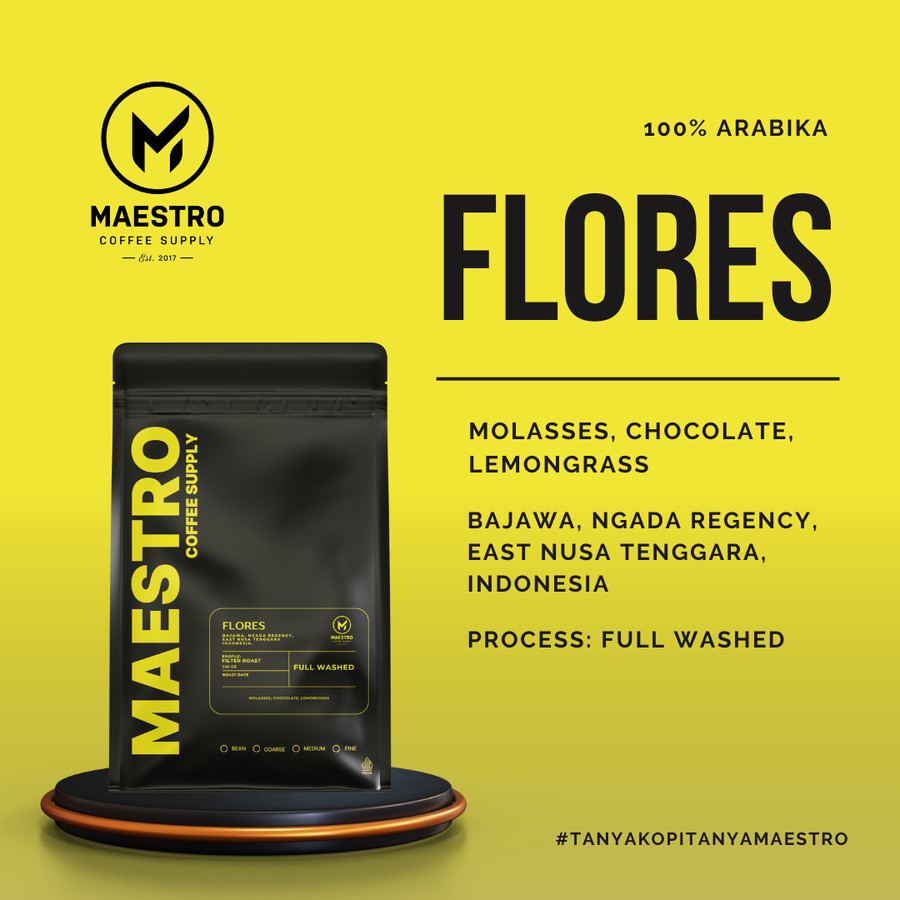 MAESTRO
COFFEE SUPPLY
Est. 2017
100% ARABIKA
FLORES
MOLASSES, CHOCOLATE,
LEMONGRASS
BAJAWA, NGADA REGENCY,
EAST NUSA TENGGARA,
INDONESIA
PROCESS: FULL WASHED
MAESTRO
COFFEE SUPPLY
FLORES
BAJAWA, NGADA REGENCY,
EAST NUSA TENGGARA
INDONESIA.
MAESTRO
PROFILE:
FILTER ROAST
ROAST DATE
FULL WASHED
MOLASSES, CHOCOLATE, LEMONGRASS
BEAN COARSE MEDIUM FINE
#TANYAKOPITANYAMAESTRO